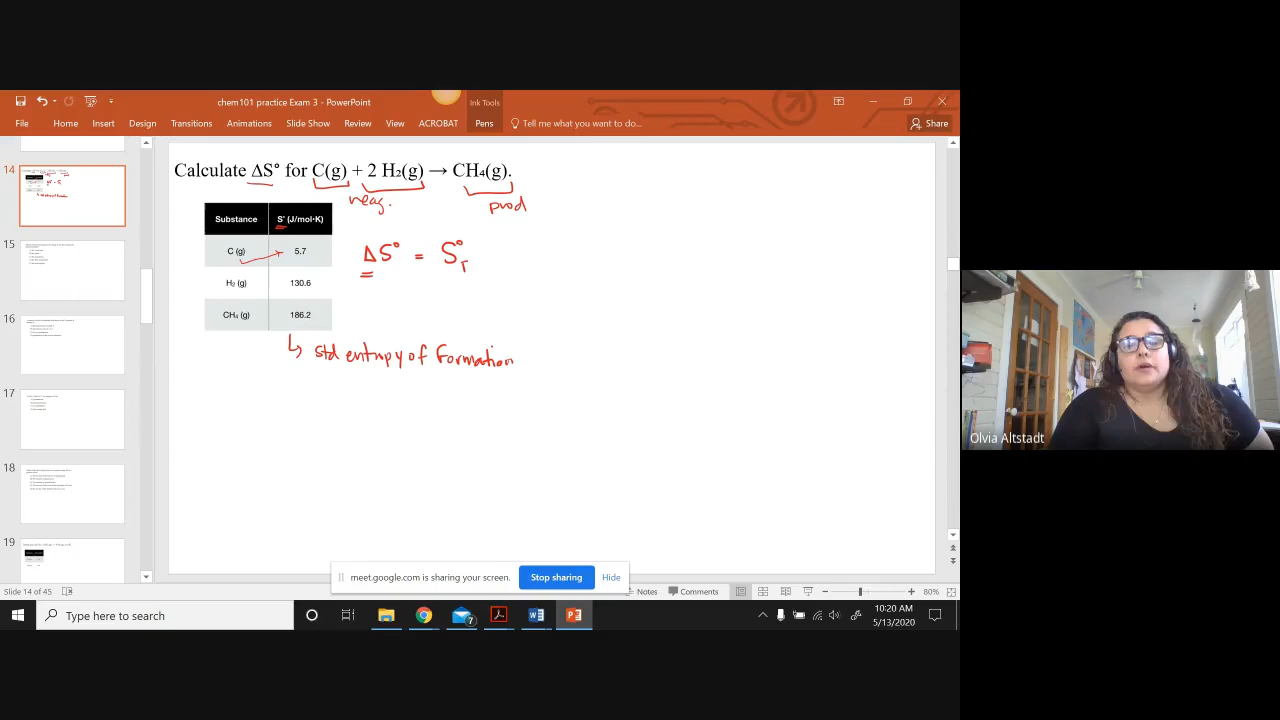 chem101 practice Exam 3 - PowerPoint
Ink Tools
File Home Insert Design Transitions Animations Slide Show Review View ACROBAT Pens Tell me what you want to do... Share
14
15
16
17
18
19
Calculate ΔS° for C(g) + 2 H₂(g) → CH₄(g).
reag.
prod
Substance S° (J/mol·K)
C (g) 5.7
H₂ (g) 130.6
CH₄ (g) 186.2
ΔS° = S°
std entropy of Formation
Olvia Altstadt
meet.google.com is sharing your screen. Stop sharing Hide
Slide 14 of 45 Notes Comments 80%
Type here to search
7
10:20 AM
5/13/2020